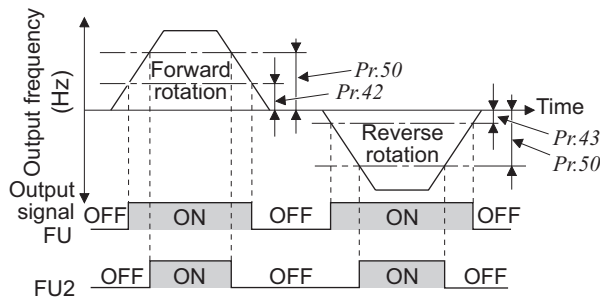 Output frequency
(Hz)
Forward
rotation
Pr.50
Pr.42
Time
Reverse
rotation
Pr.43
Pr.50
Output
signal
FU
OFF
ON
OFF
ON
OFF
FU2
OFF
ON
OFF
ON
OFF